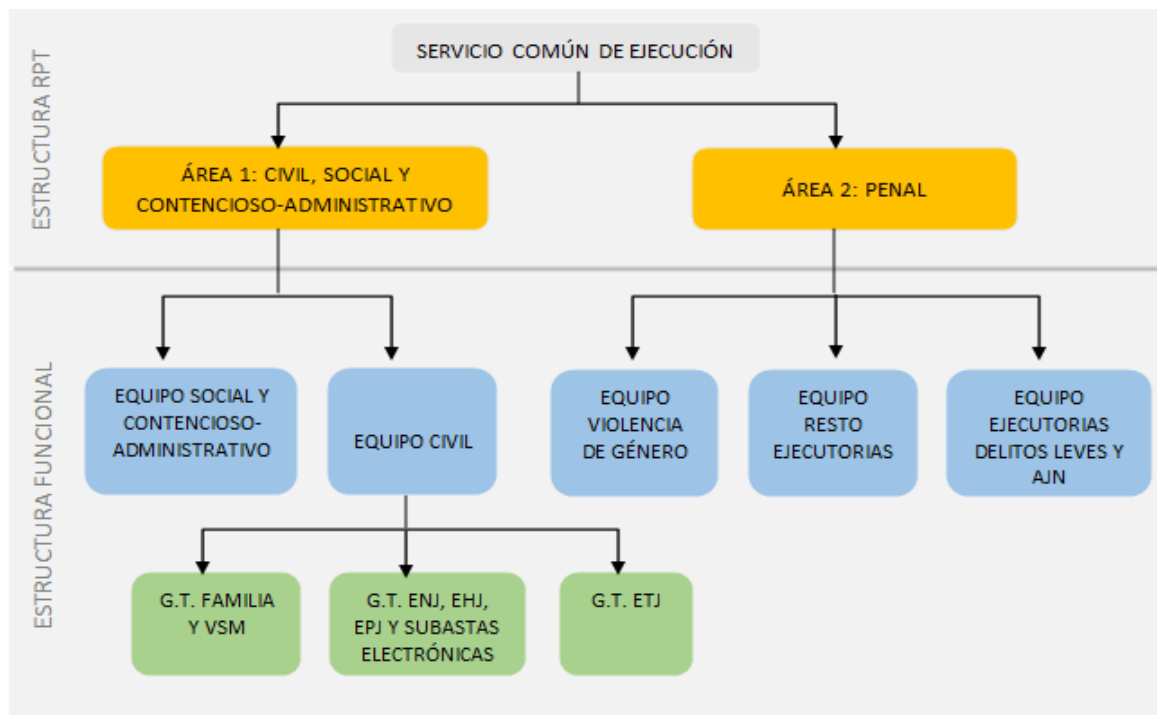 ESTRUCTURA RPT
SERVICIO COMÚN DE EJECUCIÓN
ÁREA 1: CIVIL, SOCIAL Y
CONTENCIOSO-ADMINISTRATIVO
ÁREA 2: PENAL
ESTRUCTURA FUNCIONAL
EQUIPO SOCIAL Y
CONTENCIOSO-
ADMINISTRATIVO
EQUIPO CIVIL
EQUIPO
VIOLENCIA
DE GÉNERO
EQUIPO
RESTO
EJECUTORIAS
EQUIPO
EJECUTORIAS
DELITOS LEVES Y
AJN
G.T. FAMILIA
Y VSM
G.T. ENJ, EHJ,
EPJ Y SUBASTAS
ELECTRÓNICAS
G.T. ETJ